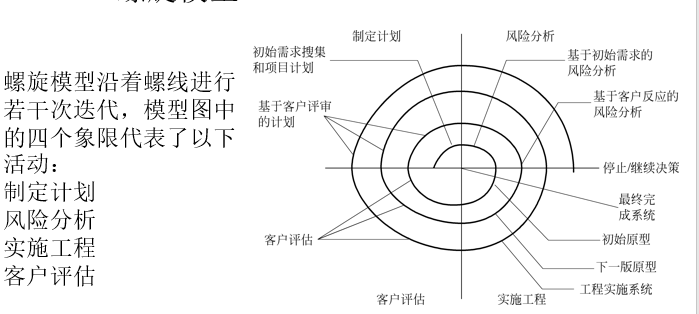 螺旋模型沿着螺线进行
若干次迭代，模型图中
的四个象限代表了以下
活动：
制定计划
风险分析
实施工程
客户评估
制定计划
风险分析
初始需求搜集
和项目计划
基于初始需求的
风险分析
基于客户评审
的计划
基于客户反应的
风险分析
停止/继续决策
最终完
成系统
客户评估
初始原型
下一版原型
工程实施系统
客户评估
实施工程